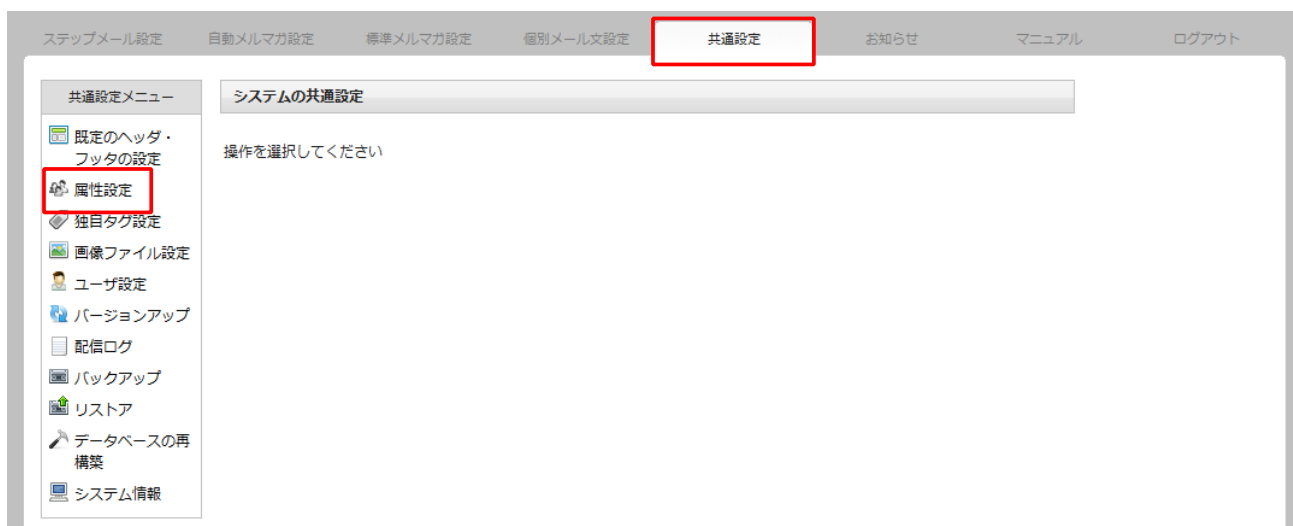 ステップメール設定 自動メルマガ設定 標準メルマガ設定 個別メール文設定 共通設定 お知らせ マニュアル ログアウト
共通設定メニュー
システムの共通設定
既定のヘッダ・
フッタの設定
操作を選択してください
属性設定
独自タグ設定
画像ファイル設定
ユーザ設定
バージョンアップ
配信ログ
バックアップ
リストア
データベースの再
構築
システム情報